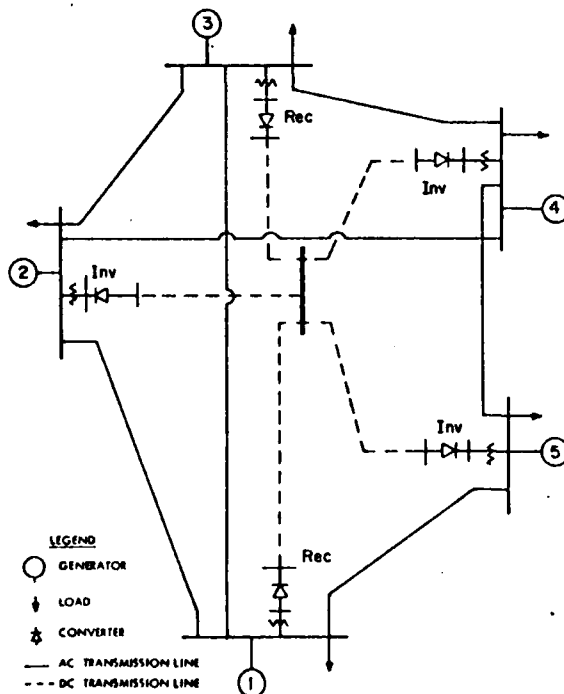 3
Rec
Inv
4
2
Inv
Inv
5
Rec
LEGEND
GENERATOR
LOAD
CONVERTER
AC TRANSMISSION LINE
DC TRANSMISSION LINE
1